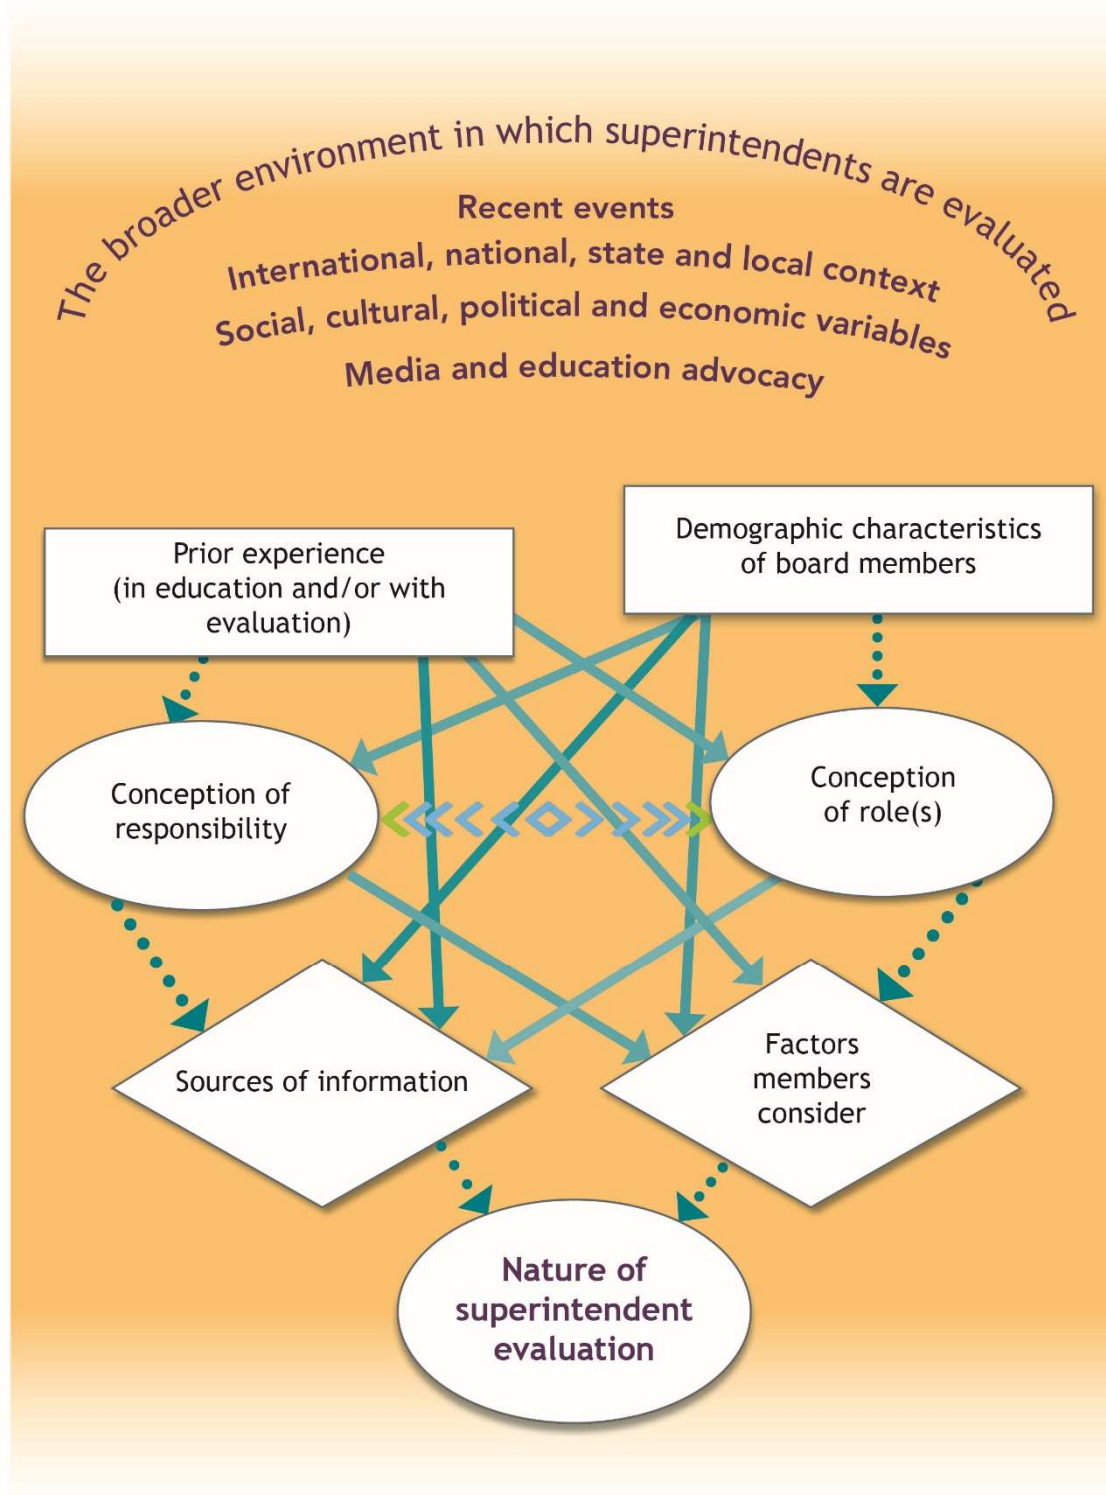 The broader environment in which superintendents are evaluated
Recent events
International, national, state and local context
Social, cultural, political and economic variables
Media and education advocacy
Prior experience
(in education and/or with
evaluation)
Demographic characteristics
of board members
Conception of
responsibility
Conception
of role(s)
Sources of information
Factors
members
consider
Nature of
superintendent
evaluation